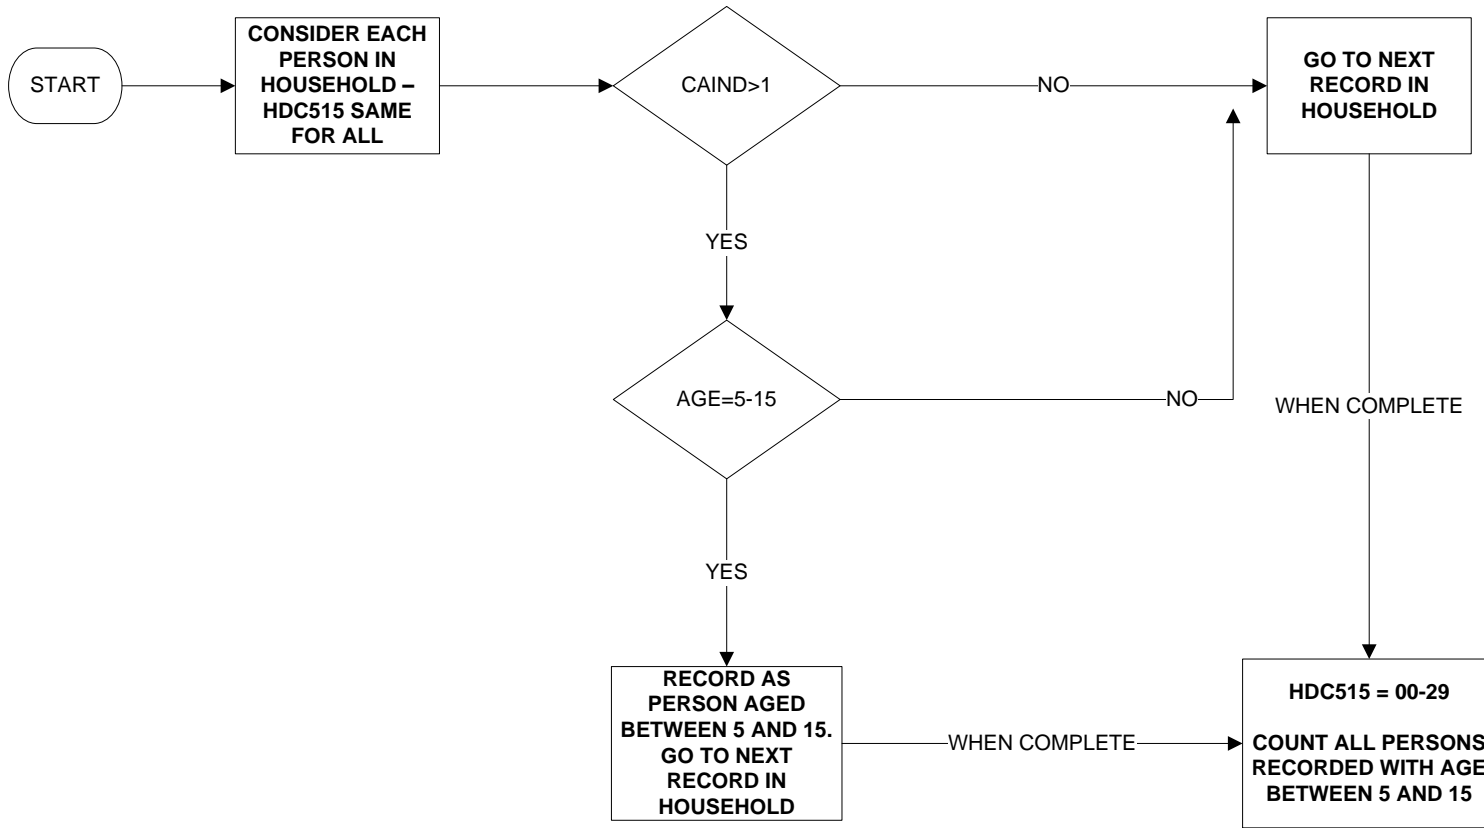 START
CONSIDER EACH
PERSON IN
HOUSEHOLD –
HDC515 SAME
FOR ALL
CAIND>1
NO
GO TO NEXT
RECORD IN
HOUSEHOLD
YES
AGE=5-15
NO
WHEN COMPLETE
YES
RECORD AS
PERSON AGED
BETWEEN 5 AND 15.
GO TO NEXT
RECORD IN
HOUSEHOLD
WHEN COMPLETE
HDC515 = 00-29
COUNT ALL PERSONS
RECORDED WITH AGE
BETWEEN 5 AND 15